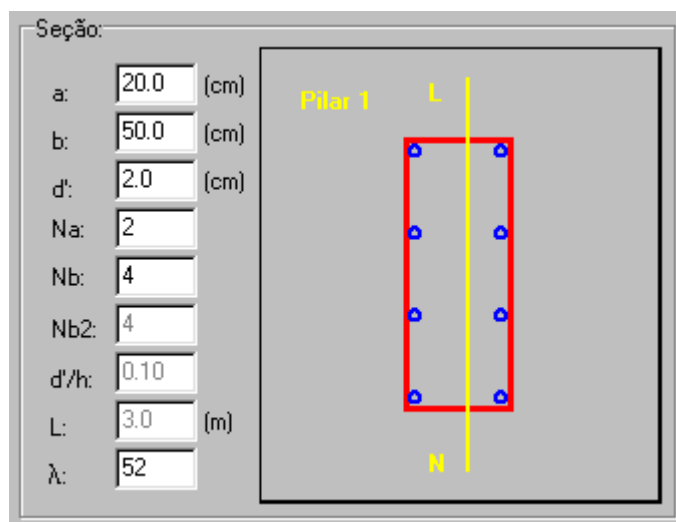 Seção:
a: 20.0 (cm)
b: 50.0 (cm)
d': 2.0 (cm)
Na: 2
Nb: 4
Nb2: 4
d'/h: 0.10
L: 3.0 (m)
λ: 52
Pilar 1
L
N